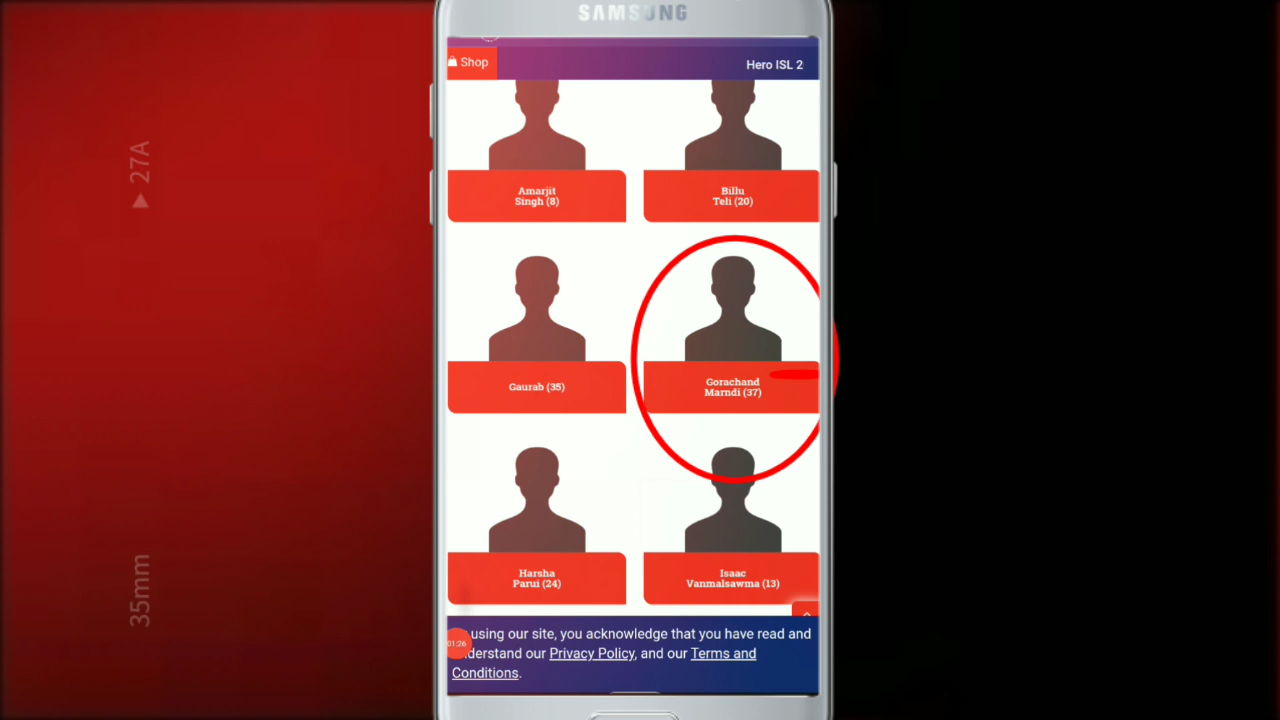 SAMSUNG
Shop
Hero ISL 2
Amarjit
Singh (8)
Billu
Teli (20)
Gaurab (35)
Gorachand
Marndi (37)
Harsha
Parui (24)
Isaac
Vanmalsawma (13)
using our site, you acknowledge that you have read and
derstand our Privacy Policy, and our Terms and
Conditions.
01:26
27A
35mm